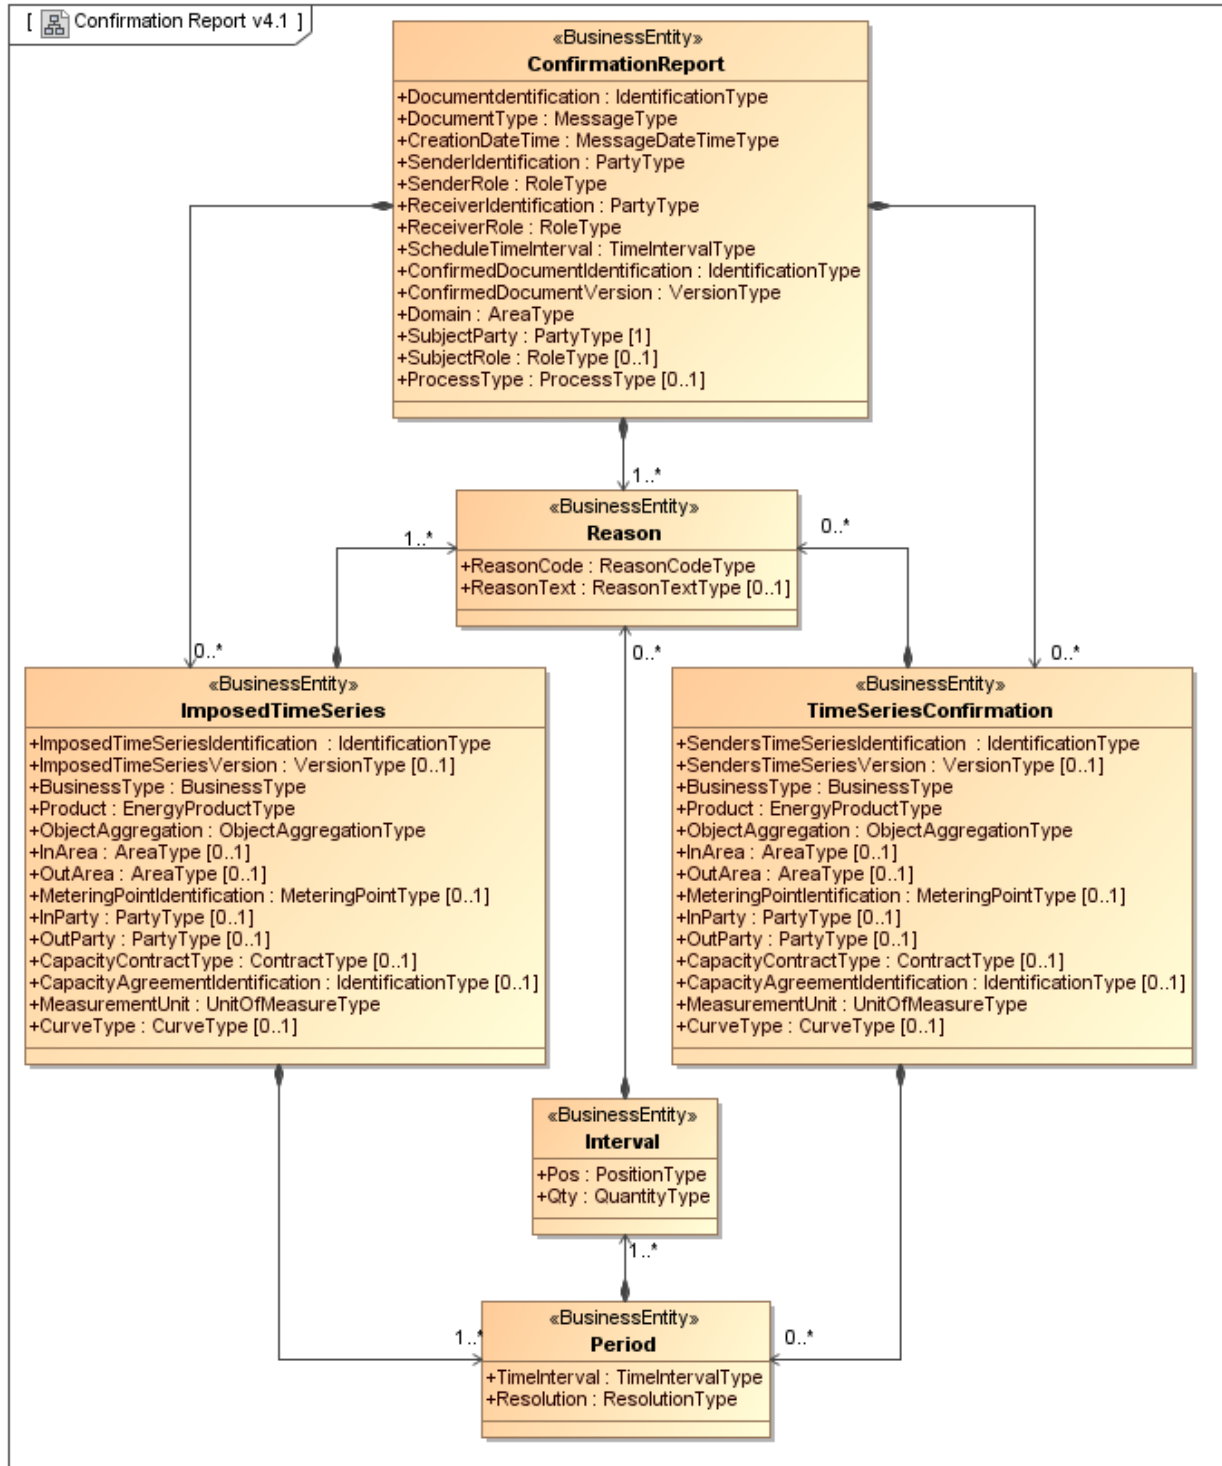 [ Confirmation Report v4.1 ]
«BusinessEntity»
ConfirmationReport
+Documentdentification : IdentificationType
+DocumentType : MessageType
+CreationDateTime : MessageDateTimeType
+SenderIdentification : PartyType
+SenderRole : RoleType
+ReceiverIdentification : PartyType
+ReceiverRole : RoleType
+ScheduleTimeInterval : TimeIntervalType
+ConfirmedDocumentIdentification : IdentificationType
+ConfirmedDocumentVersion : VersionType
+Domain : AreaType
+SubjectParty : PartyType [1]
+SubjectRole : RoleType [0..1]
+ProcessType : ProcessType [0..1]
1..*
«BusinessEntity»
Reason
+ReasonCode : ReasonCodeType
+ReasonText : ReasonTextType [0..1]
1..*
0..*
0..*
0..*
0..*
«BusinessEntity»
ImposedTimeSeries
+ImposedTimeSeriesIdentification : IdentificationType
+ImposedTimeSeriesVersion : VersionType [0..1]
+BusinessType : BusinessType
+Product : EnergyProductType
+ObjectAggregation : ObjectAggregationType
+InArea : AreaType [0..1]
+OutArea : AreaType [0..1]
+MeteringPointIdentification : MeteringPointType [0..1]
+InParty : PartyType [0..1]
+OutParty : PartyType [0..1]
+CapacityContractType : ContractType [0..1]
+CapacityAgreementIdentification : IdentificationType [0..1]
+MeasurementUnit : UnitOfMeasureType
+CurveType : CurveType [0..1]
«BusinessEntity»
TimeSeriesConfirmation
+SendersTimeSeriesIdentification : IdentificationType
+SendersTimeSeriesVersion : VersionType [0..1]
+BusinessType : BusinessType
+Product : EnergyProductType
+ObjectAggregation : ObjectAggregationType
+InArea : AreaType [0..1]
+OutArea : AreaType [0..1]
+MeteringPointIentification : MeteringPointType [0..1]
+InParty : PartyType [0..1]
+OutParty : PartyType [0..1]
+CapacityContractType : ContractType [0..1]
+CapacityAgreementIdentification : IdentificationType [0..1]
+MeasurementUnit : UnitOfMeasureType
+CurveType : CurveType [0..1]
«BusinessEntity»
Interval
+Pos : PositionType
+Qty : QuantityType
1..*
«BusinessEntity»
Period
+TimeInterval : TimeIntervalType
+Resolution : ResolutionType
1..*
0..*